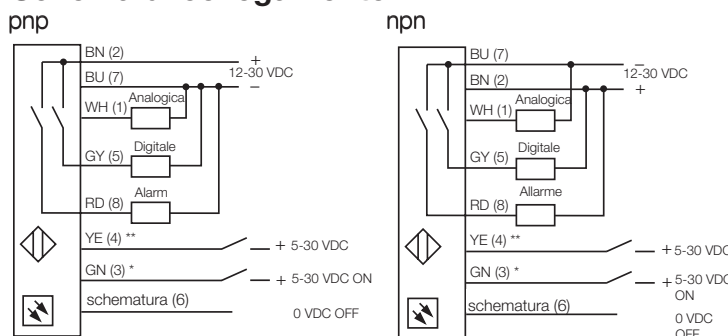 pnp
BN (2)
+
12-30 VDC
BU (7)
–
WH (1)
Analogica
GY (5)
Digitale
RD (8)
Alarm
YE (4) **
+ 5-30 VDC
GN (3) *
+ 5-30 VDC ON
schematura (6)
0 VDC OFF
npn
BU (7)
–
12-30 VDC
BN (2)
+
WH (1)
Analogica
GY (5)
Digitale
RD (8)
Allarme
YE (4) **
+ 5-30 VDC
GN (3) *
+ 5-30 VDC
ON
schematura (6)
0 VDC
OFF